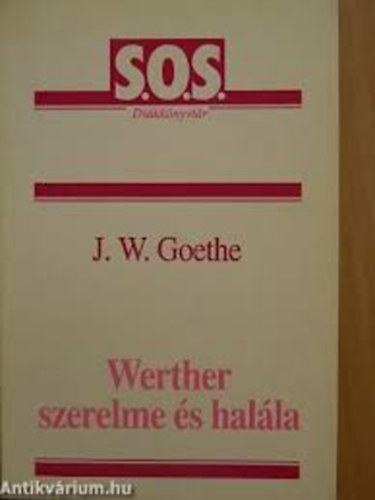 S.O.S.
Diákkönyvtár
J. W. Goethe
Werther
szerelme és halála
Antikvárium.hu